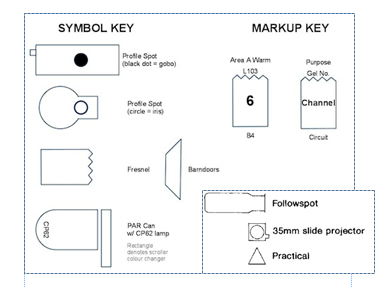 SYMBOL KEY
MARKUP KEY
Profile Spot
(black dot = gobo)
Profile Spot
(circle = iris)
Fresnel
Barndoors
CP62
PAR Can
w/ CP62 lamp
Rectangle
denotes scroller
colour changer
Area A Warm
L103
6
B4
Purpose
Gel No.
Channel
Circuit
Followspot
35mm slide projector
Practical